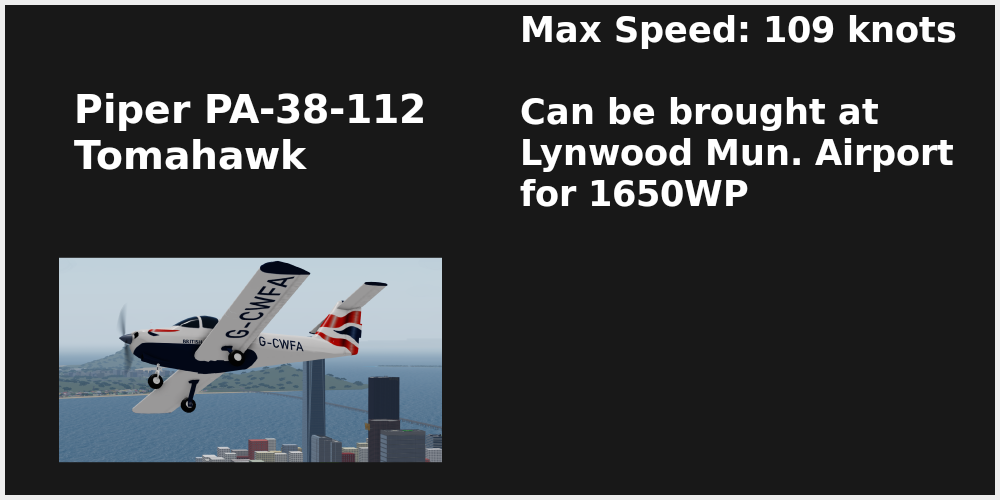 Piper PA-38-112
Tomahawk
Max Speed: 109 knots
Can be brought at
Lynwood Mun. Airport
for 1650WP
G-CWFA
G-CWFA
BRITISH